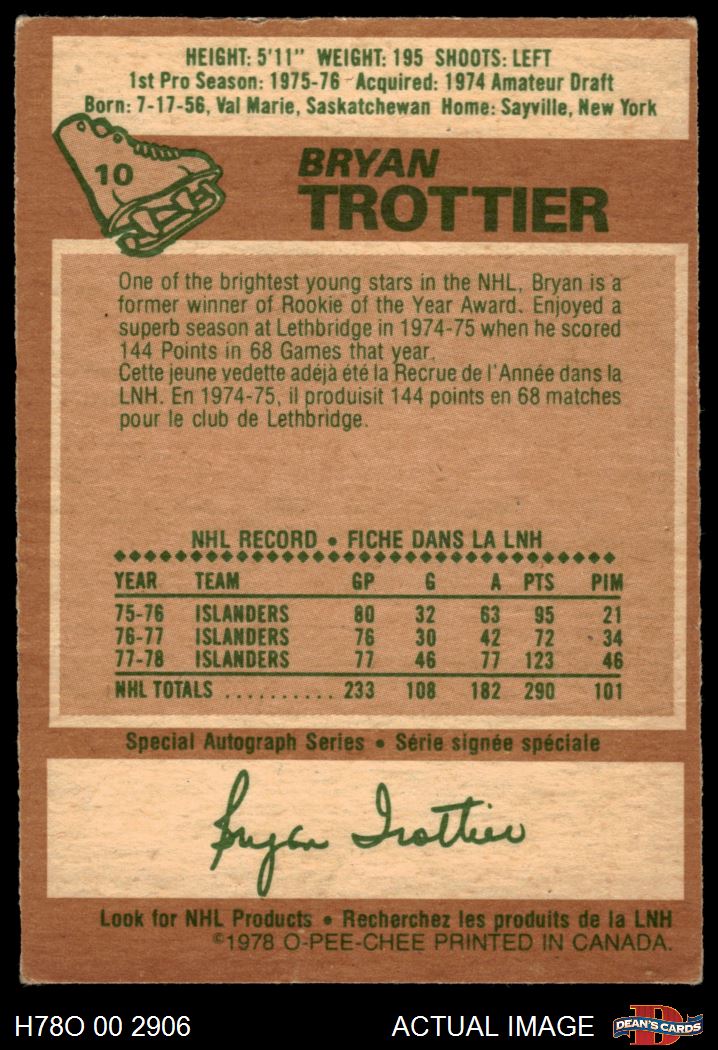 HEIGHT: 5'11" WEIGHT: 195 SHOOTS: LEFT
1st Pro Season: 1975-76 Acquired: 1974 Amateur Draft
Born: 7-17-56, Val Marie, Saskatchewan Home: Sayville, New York
10
BRYAN
TROTTIER
One of the brightest young stars in the NHL, Bryan is a
former winner of Rookie of the Year Award. Enjoyed a
superb season at Lethbridge in 1974-75 when he scored
144 Points in 68 Games that year.
Cette jeune vedette adéjà été la Recrue de l'Année dans la
LNH. En 1974-75, il produisit 144 points en 68 matches
pour le club de Lethbridge.
NHL RECORD • FICHE DANS LA LNH
YEAR TEAM GP G A PTS PIM
75-76 ISLANDERS 80 32 63 95 21
76-77 ISLANDERS 76 30 42 72 34
77-78 ISLANDERS 77 46 77 123 46
NHL TOTALS .......... 233 108 182 290 101
Special Autograph Series • Série signée spéciale
Bryan Trottier
Look for NHL Products • Recherchez les produits de la LNH
©1978 O-PEE-CHEE PRINTED IN CANADA.
H78O 00 2906 ACTUAL IMAGE D DEAN'S CARDS